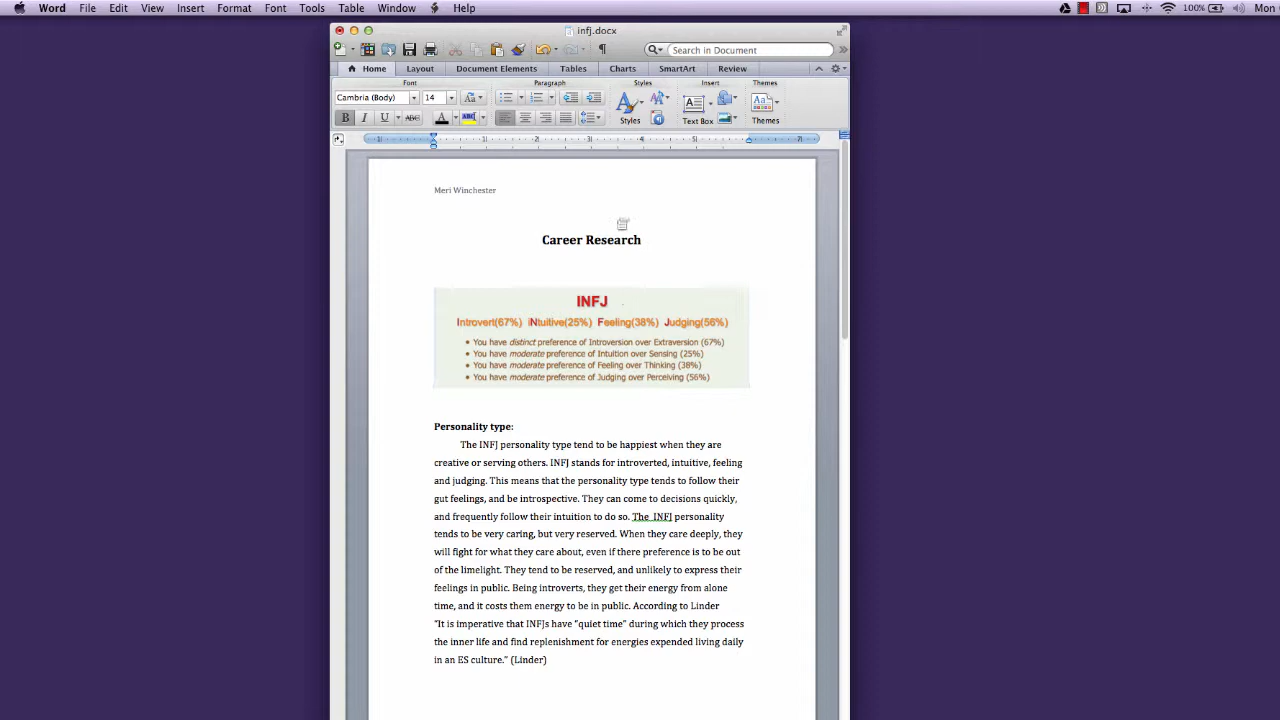 Word File Edit View Insert Format Font Tools Table Window Help 100% Mon
infj.docx
Search in Document
Home Layout Document Elements Tables Charts SmartArt Review
Font Paragraph Styles Insert Themes
Cambria (Body) 14 Aa
B I U ABC A ABC Styles Text Box Themes
1 1 2 3 4 5 7
Meri Winchester
Career Research
INFJ
Introvert(67%) iNtuitive(25%) Feeling(38%) Judging(56%)
• You have distinct preference of Introversion over Extraversion (67%)
• You have moderate preference of Intuition over Sensing (25%)
• You have moderate preference of Feeling over Thinking (38%)
• You have moderate preference of Judging over Perceiving (56%)
Personality type:
The INFJ personality type tend to be happiest when they are
creative or serving others. INFJ stands for introverted, intuitive, feeling
and judging. This means that the personality type tends to follow their
gut feelings, and be introspective. They can come to decisions quickly,
and frequently follow their intuition to do so. The INFJ personality
tends to be very caring, but very reserved. When they care deeply, they
will fight for what they care about, even if there preference is to be out
of the limelight. They tend to be reserved, and unlikely to express their
feelings in public. Being introverts, they get their energy from alone
time, and it costs them energy to be in public. According to Linder
"It is imperative that INFJs have "quiet time" during which they process
the inner life and find replenishment for energies expended living daily
in an ES culture." (Linder)